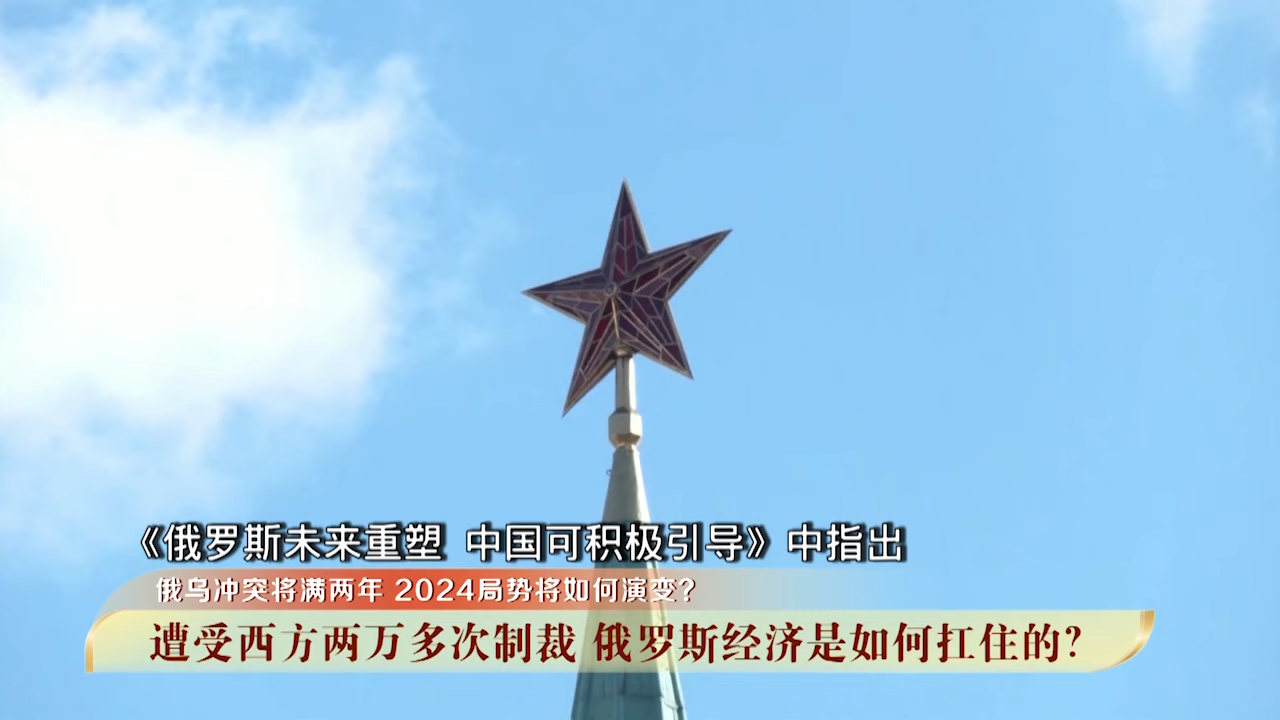 《俄罗斯未来重塑 中国可积极引导》中指出
俄乌冲突将满两年 2024局势将如何演变?
遭受西方两万多次制裁 俄罗斯经济是如何扛住的?